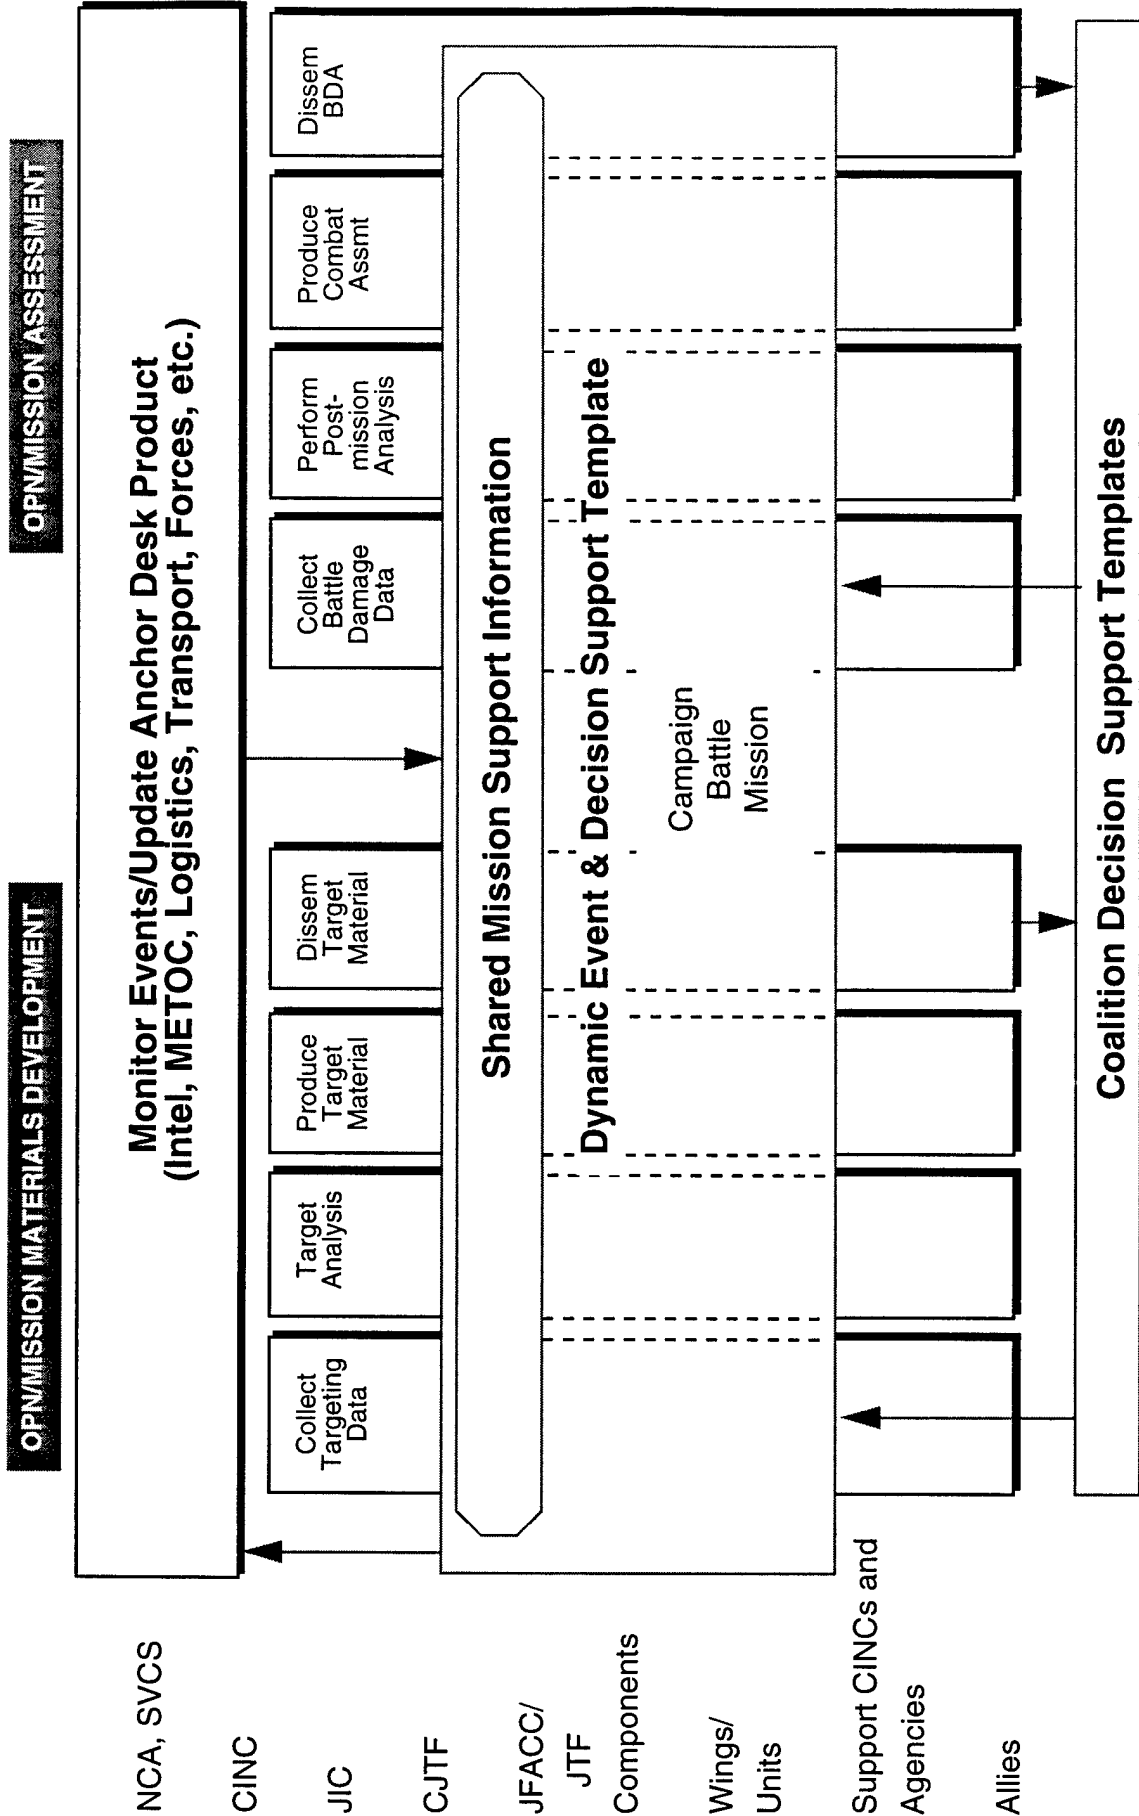 OPN/MISSION MATERIALS DEVELOPMENT
OPN/MISSION ASSESSMENT
Monitor Events/Update Anchor Desk Product
(Intel, METOC, Logistics, Transport, Forces, etc.)
Collect
Targeting
Data
Target
Analysis
Produce
Target
Material
Dissem
Target
Material
Collect
Battle
Damage
Data
Perform
Post-
mission
Analysis
Produce
Combat
Assmt
Dissem
BDA
Shared Mission Support Information
Dynamic Event & Decision Support Template
Campaign
Battle
Mission
Coalition Decision Support Templates
NCA, SVCS
CINC
JIC
CJTF
JFACC/
JTF
Components
Wings/
Units
Support CINCs and
Agencies
Allies